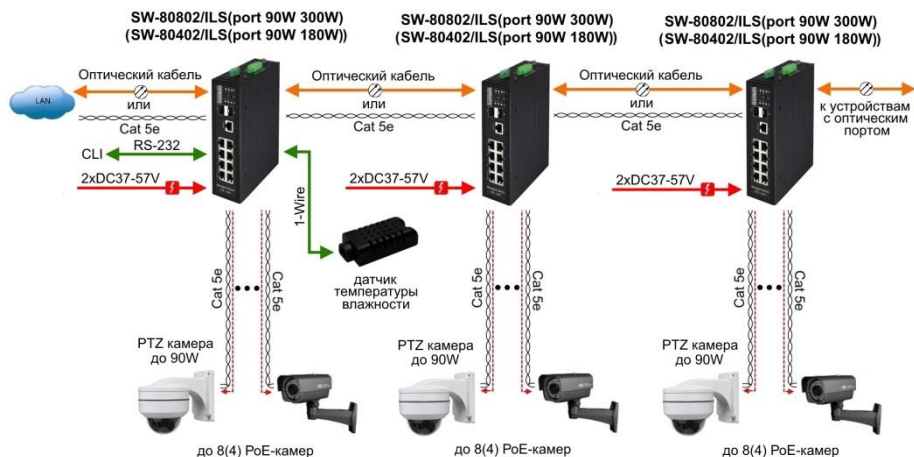 SW-80802/ILS(port 90W 300W)
(SW-80402/ILS(port 90W 180W))
SW-80802/ILS(port 90W 300W)
(SW-80402/ILS(port 90W 180W))
SW-80802/ILS(port 90W 300W)
(SW-80402/ILS(port 90W 180W))
LAN
Оптический кабель
или
Cat 5e
RS-232
CLI
2xDC37-57V
Оптический кабель
или
Cat 5e
2xDC37-57V
Оптический кабель
или
Cat 5e
2xDC37-57V
к устройствам
с оптическим
портом
1-Wire
датчик
температуры
влажности
Cat 5e
Cat 5e
Cat 5e
Cat 5e
Cat 5e
Cat 5e
PTZ камера
до 90W
PTZ камера
до 90W
PTZ камера
до 90W
до 8(4) PoE-камер
до 8(4) PoE-камер
до 8(4) PoE-камер